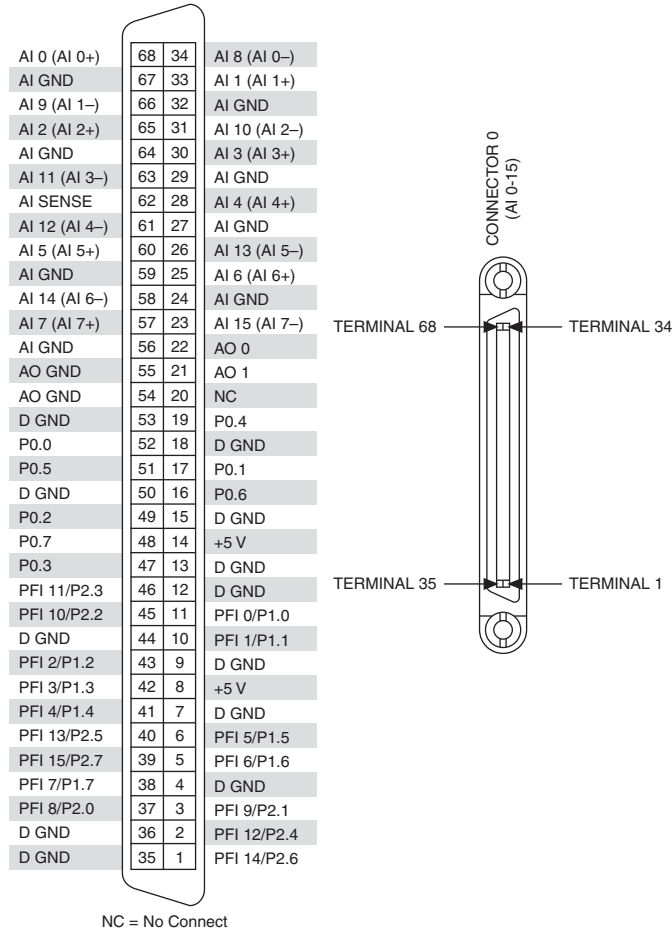 AI 0 (AI 0+) 68 34 AI 8 (AI 0–)
AI GND 67 33 AI 1 (AI 1+)
AI 9 (AI 1–) 66 32 AI GND
AI 2 (AI 2+) 65 31 AI 10 (AI 2–)
AI GND 64 30 AI 3 (AI 3+)
AI 11 (AI 3–) 63 29 AI GND
AI SENSE 62 28 AI 4 (AI 4+)
AI 12 (AI 4–) 61 27 AI GND
AI 5 (AI 5+) 60 26 AI 13 (AI 5–)
AI GND 59 25 AI 6 (AI 6+)
AI 14 (AI 6–) 58 24 AI GND
AI 7 (AI 7+) 57 23 AI 15 (AI 7–)
AI GND 56 22 AO 0
AO GND 55 21 AO 1
AO GND 54 20 NC
D GND 53 19 P0.4
P0.0 52 18 D GND
P0.5 51 17 P0.1
D GND 50 16 P0.6
P0.2 49 15 D GND
P0.7 48 14 +5 V
P0.3 47 13 D GND
PFI 11/P2.3 46 12 D GND
PFI 10/P2.2 45 11 PFI 0/P1.0
D GND 44 10 PFI 1/P1.1
PFI 2/P1.2 43 9 D GND
PFI 3/P1.3 42 8 +5 V
PFI 4/P1.4 41 7 D GND
PFI 13/P2.5 40 6 PFI 5/P1.5
PFI 15/P2.7 39 5 PFI 6/P1.6
PFI 7/P1.7 38 4 D GND
PFI 8/P2.0 37 3 PFI 9/P2.1
D GND 36 2 PFI 12/P2.4
D GND 35 1 PFI 14/P2.6
NC = No Connect
CONNECTOR 0
(AI 0-15)
TERMINAL 68 TERMINAL 34
TERMINAL 35 TERMINAL 1